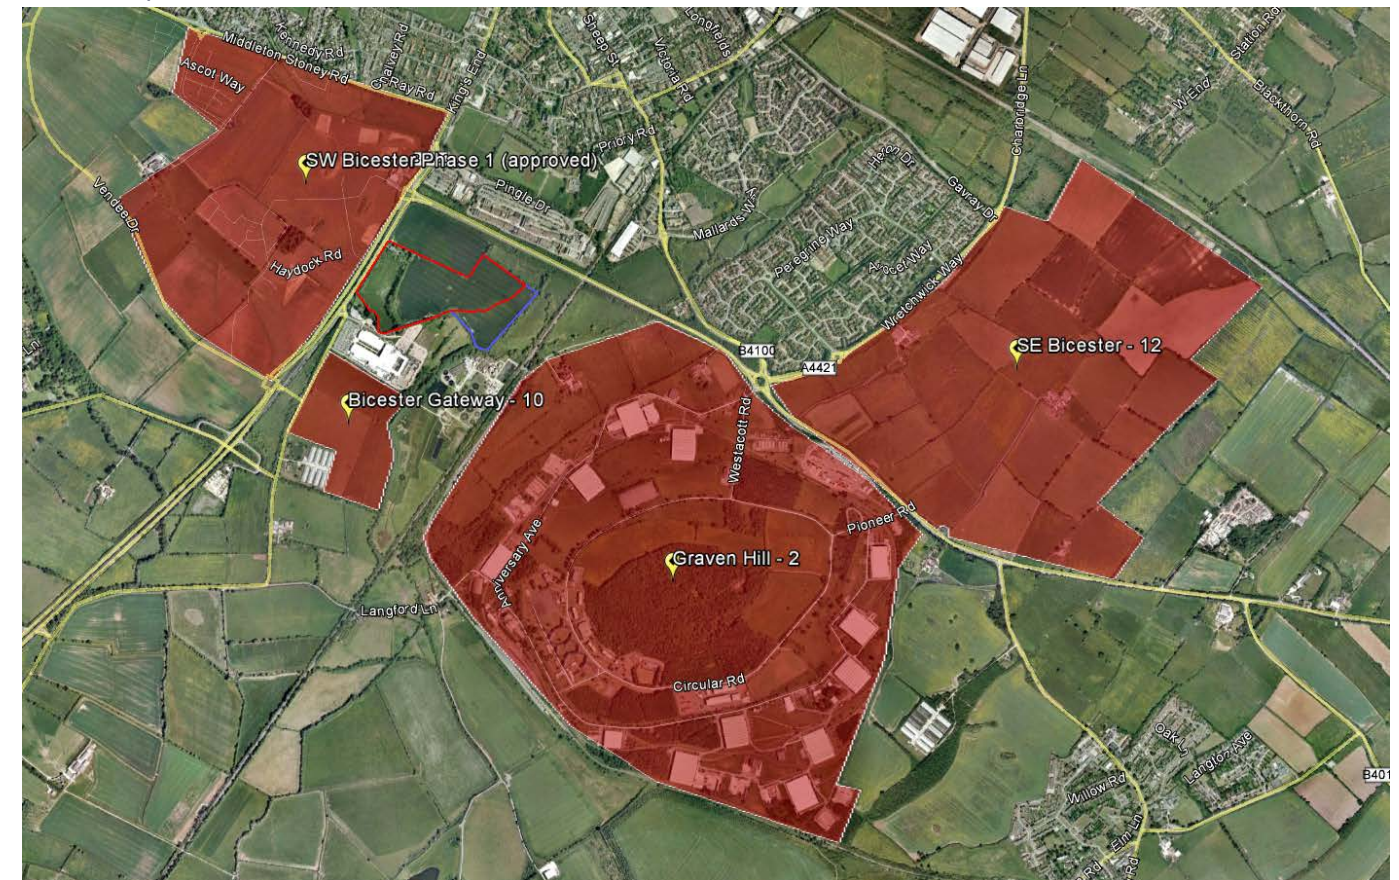 Kennedy Rd
Middleton Stoney Rd
Ascot Way
Chalvey Rd
Ray Rd
King's End
Sheep St
Victoria Rd
Longfields
Charbridge Ln
W End
Station Rd
Blackthorn Rd
Priory Rd
SW Bicester Phase 1 (approved)
Pingle Dr
Heron Dr
Gavray Dr
Vendee Dr
Mallards W
Peregrine Way
Wretchwick Way
Haydock Rd
Ln
B4100
A4421
SE Bicester - 12
Bicester Gateway - 10
Westacott Rd
Pioneer Rd
Anniversary Ave
Graven Hill - 2
Langford Ln
Circular Rd
Oak L
Langton Ave
Willow Rd
B401
Elm Ln
Rd
Rd